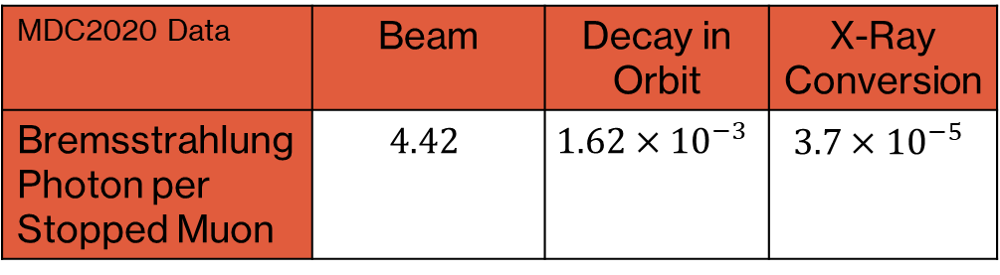 MDC2020 Data
Beam
Decay in
Orbit
X-Ray
Conversion
Bremsstrahlung
Photon per
Stopped Muon
4.42
1.62 × 10⁻³
3.7 × 10⁻⁵